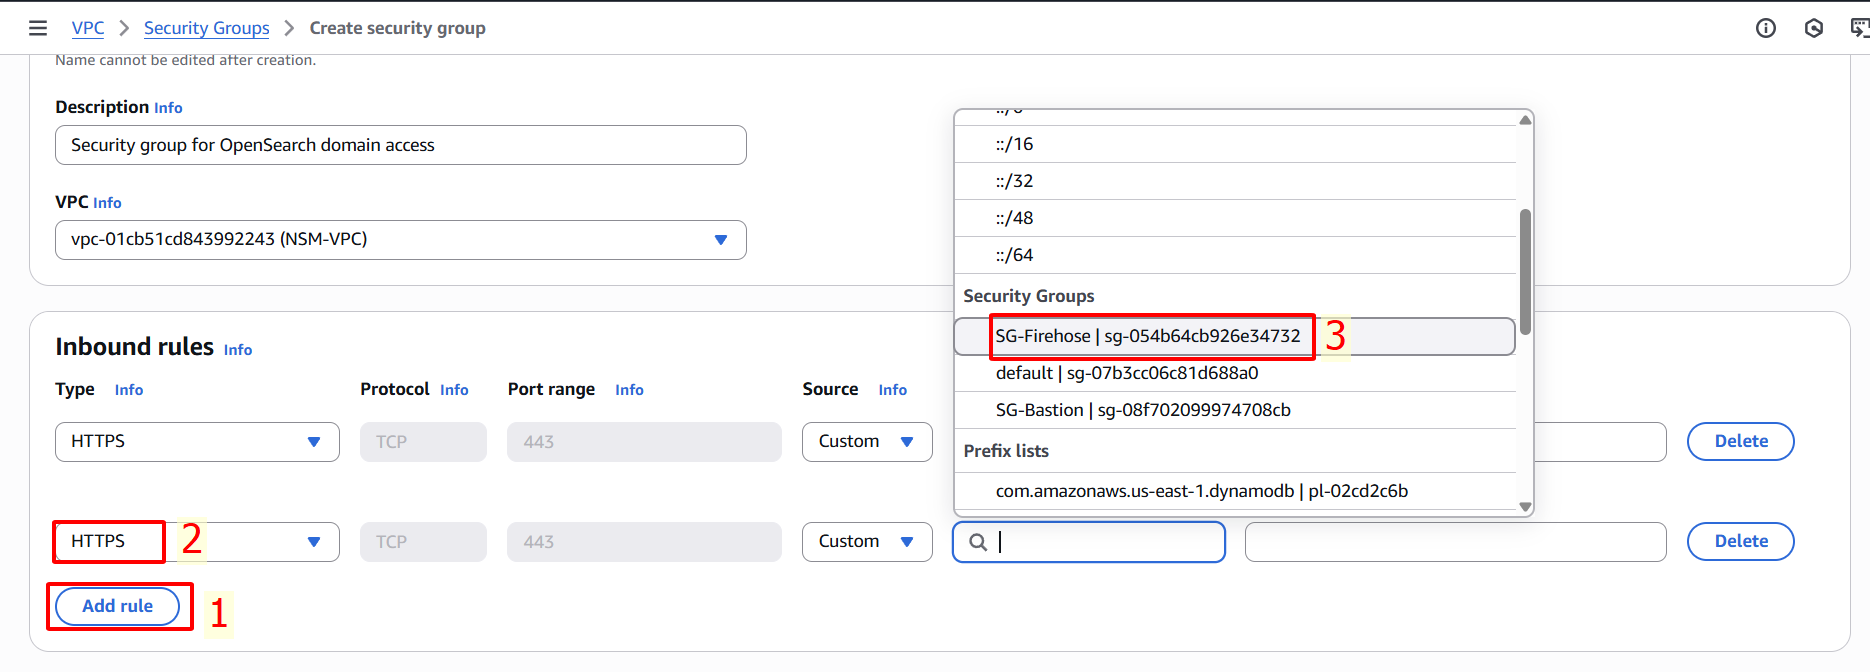 VPC > Security Groups > Create security group
Name cannot be edited after creation.
Description Info
Security group for OpenSearch domain access
VPC Info
vpc-01cb51cd843992243 (NSM-VPC)
::/16
::/32
::/48
::/64
Security Groups
SG-Firehose | sg-054b64cb926e34732 3
default | sg-07b3cc06c81d688a0
SG-Bastion | sg-08f702099974708cb
Prefix lists
com.amazonaws.us-east-1.dynamodb | pl-02cd2c6b
Inbound rules Info
Type Info Protocol Info Port range Info Source Info
HTTPS TCP 443 Custom Delete
HTTPS 2 TCP 443 Custom Delete
Add rule 1